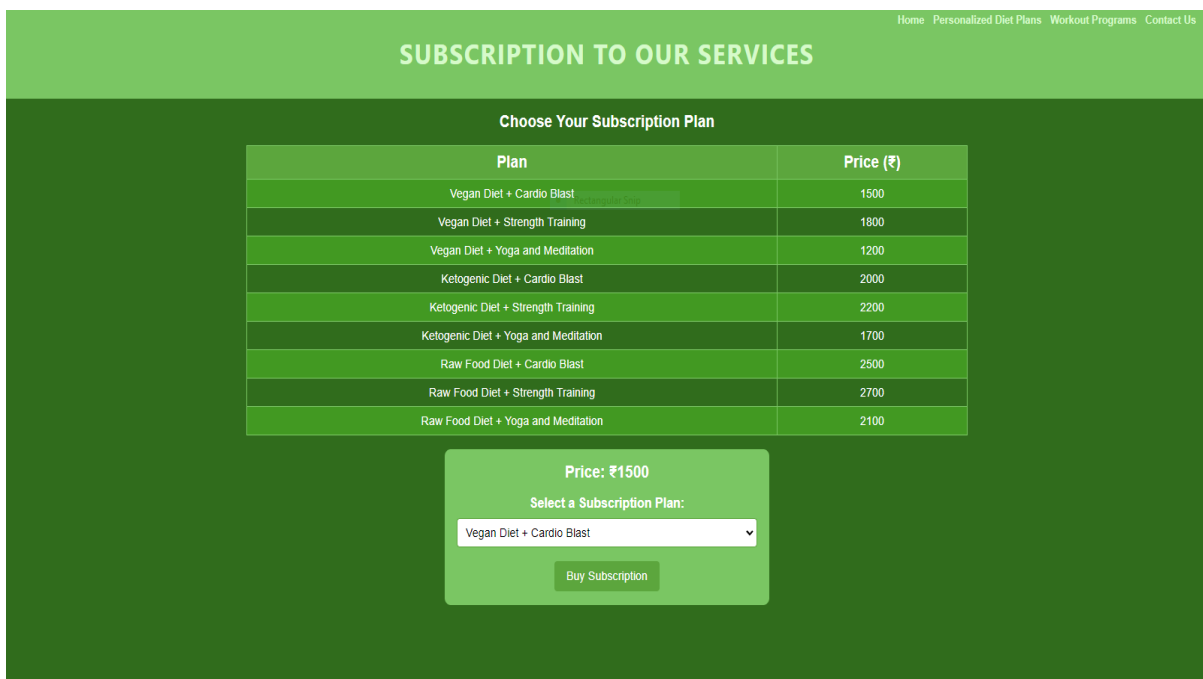 Home Personalized Diet Plans Workout Programs Contact Us
SUBSCRIPTION TO OUR SERVICES
Choose Your Subscription Plan
Plan Price (₹)
Vegan Diet + Cardio Blast 1500
Rectangular Snip
Vegan Diet + Strength Training 1800
Vegan Diet + Yoga and Meditation 1200
Ketogenic Diet + Cardio Blast 2000
Ketogenic Diet + Strength Training 2200
Ketogenic Diet + Yoga and Meditation 1700
Raw Food Diet + Cardio Blast 2500
Raw Food Diet + Strength Training 2700
Raw Food Diet + Yoga and Meditation 2100
Price: ₹1500
Select a Subscription Plan:
Vegan Diet + Cardio Blast
Buy Subscription